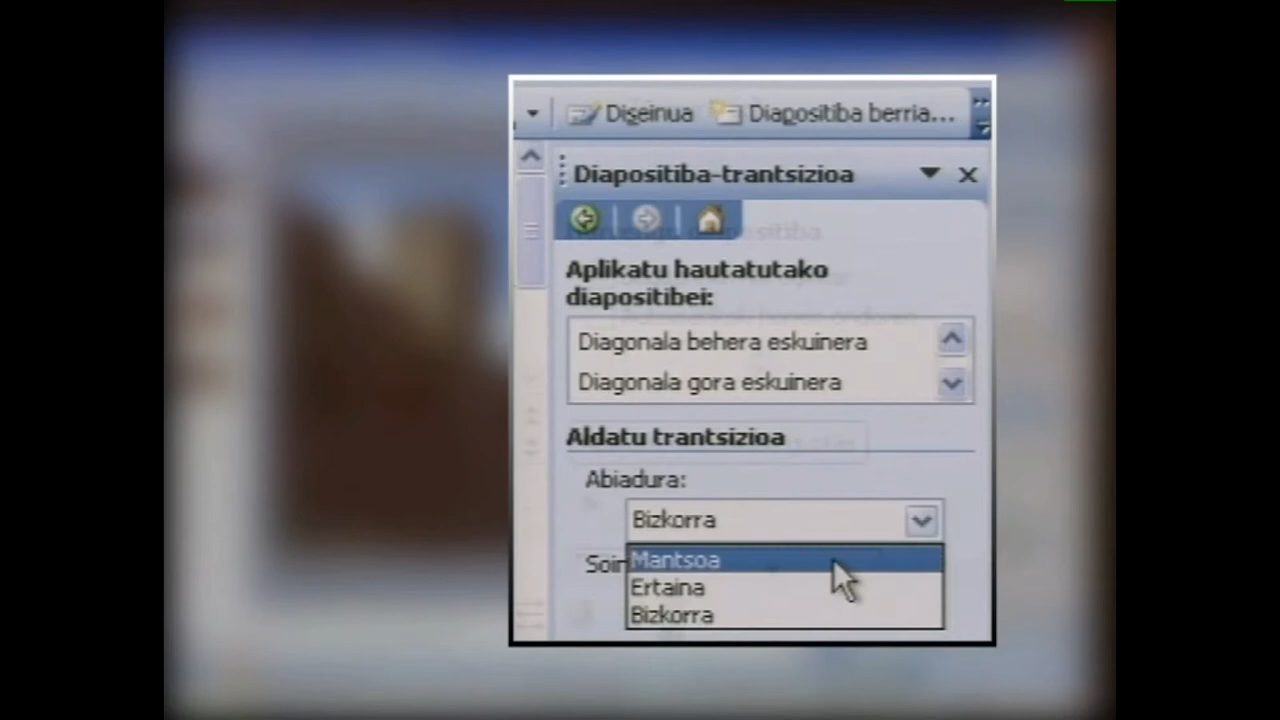 Diseinua Diapositiba berria...
Diapositiba-trantsizioa
Aplikatu hautatutako
diapositibei:
Diagonala behera eskuinera
Diagonala gora eskuinera
Aldatu trantsizioa
Abiadura:
Bizkorra
Mantsoa
Ertaina
Bizkorra